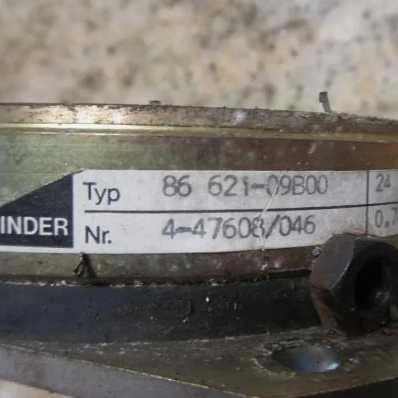 INDER
Typ 86 621-09B00 24
Nr. 4-47608/046 0,7